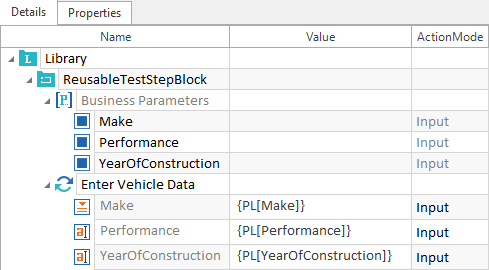 Details Properties
Name Value ActionMode
Library
ReusableTestStepBlock
Business Parameters
Make Input
Performance Input
YearOfConstruction Input
Enter Vehicle Data
Make {PL[Make]} Input
Performance {PL[Performance]} Input
YearOfConstruction {PL[YearOfConstruction]} Input